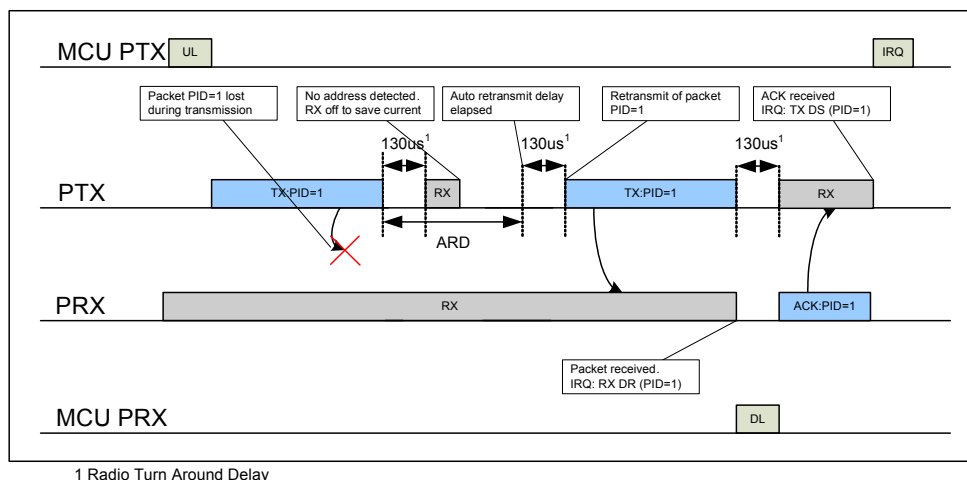 MCU PTX
UL
IRQ
Packet PID=1 lost
during transmission
No address detected.
RX off to save current
Auto retransmit delay
elapsed
Retransmit of packet
PID=1
ACK received
IRQ: TX DS (PID=1)
130us1
130us1
130us1
PTX
TX:PID=1
RX
TX:PID=1
RX
ARD
PRX
RX
ACK:PID=1
Packet received.
IRQ: RX DR (PID=1)
MCU PRX
DL
1 Radio Turn Around Delay